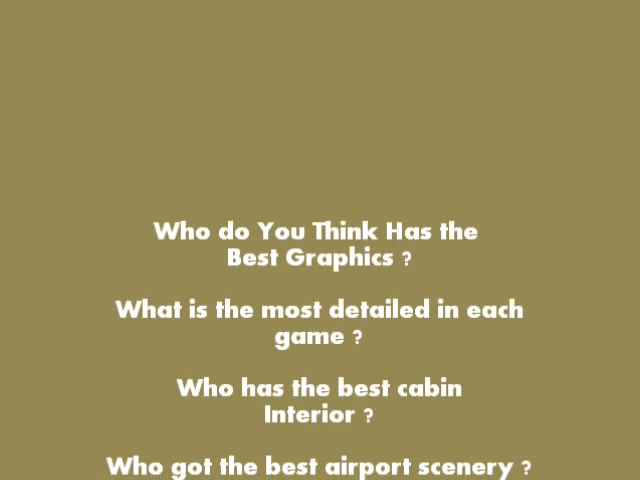 Who do You Think Has the
Best Graphics ?
What is the most detailed in each
game ?
Who has the best cabin
Interior ?
Who got the best airport scenery ?